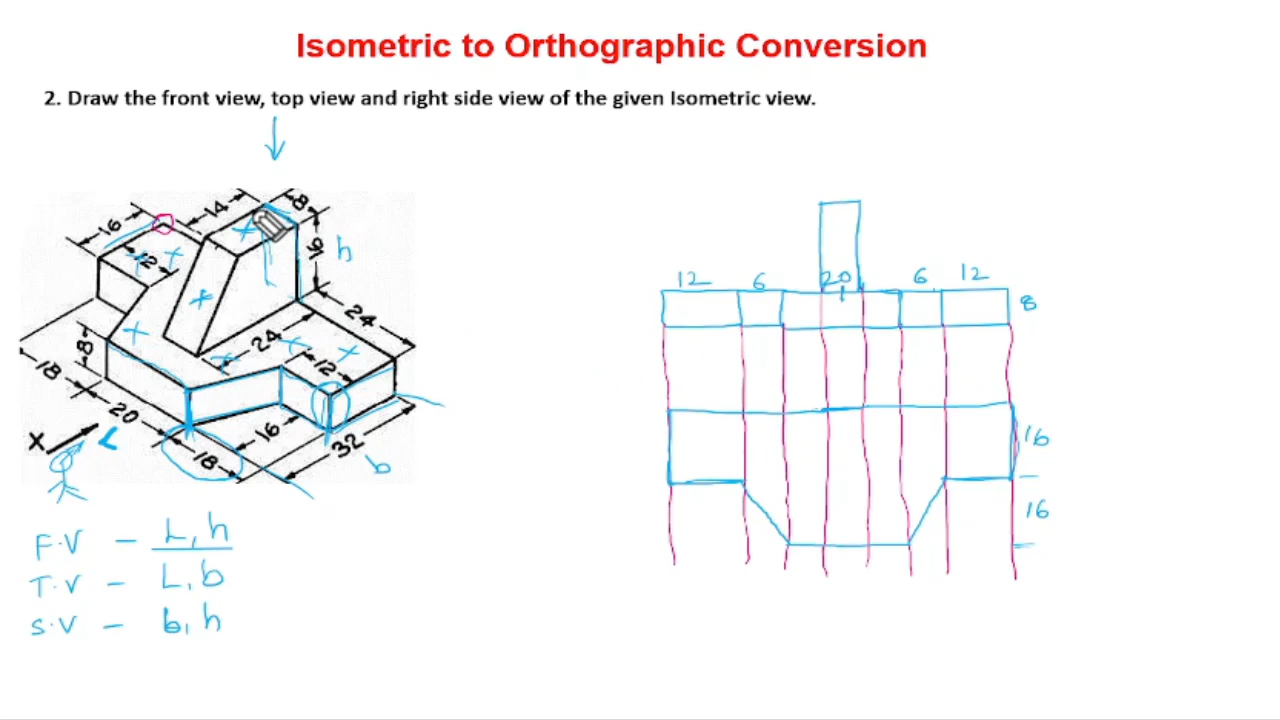 Isometric to Orthographic Conversion
2. Draw the front view, top view and right side view of the given Isometric view.
16
14
8
12
16
h
24
8
24
12
18
20
16
18
32
b
X
L
F.V – L, h
T.V – L, b
S.V – b, h
12 6 20 6 12
8
16
16